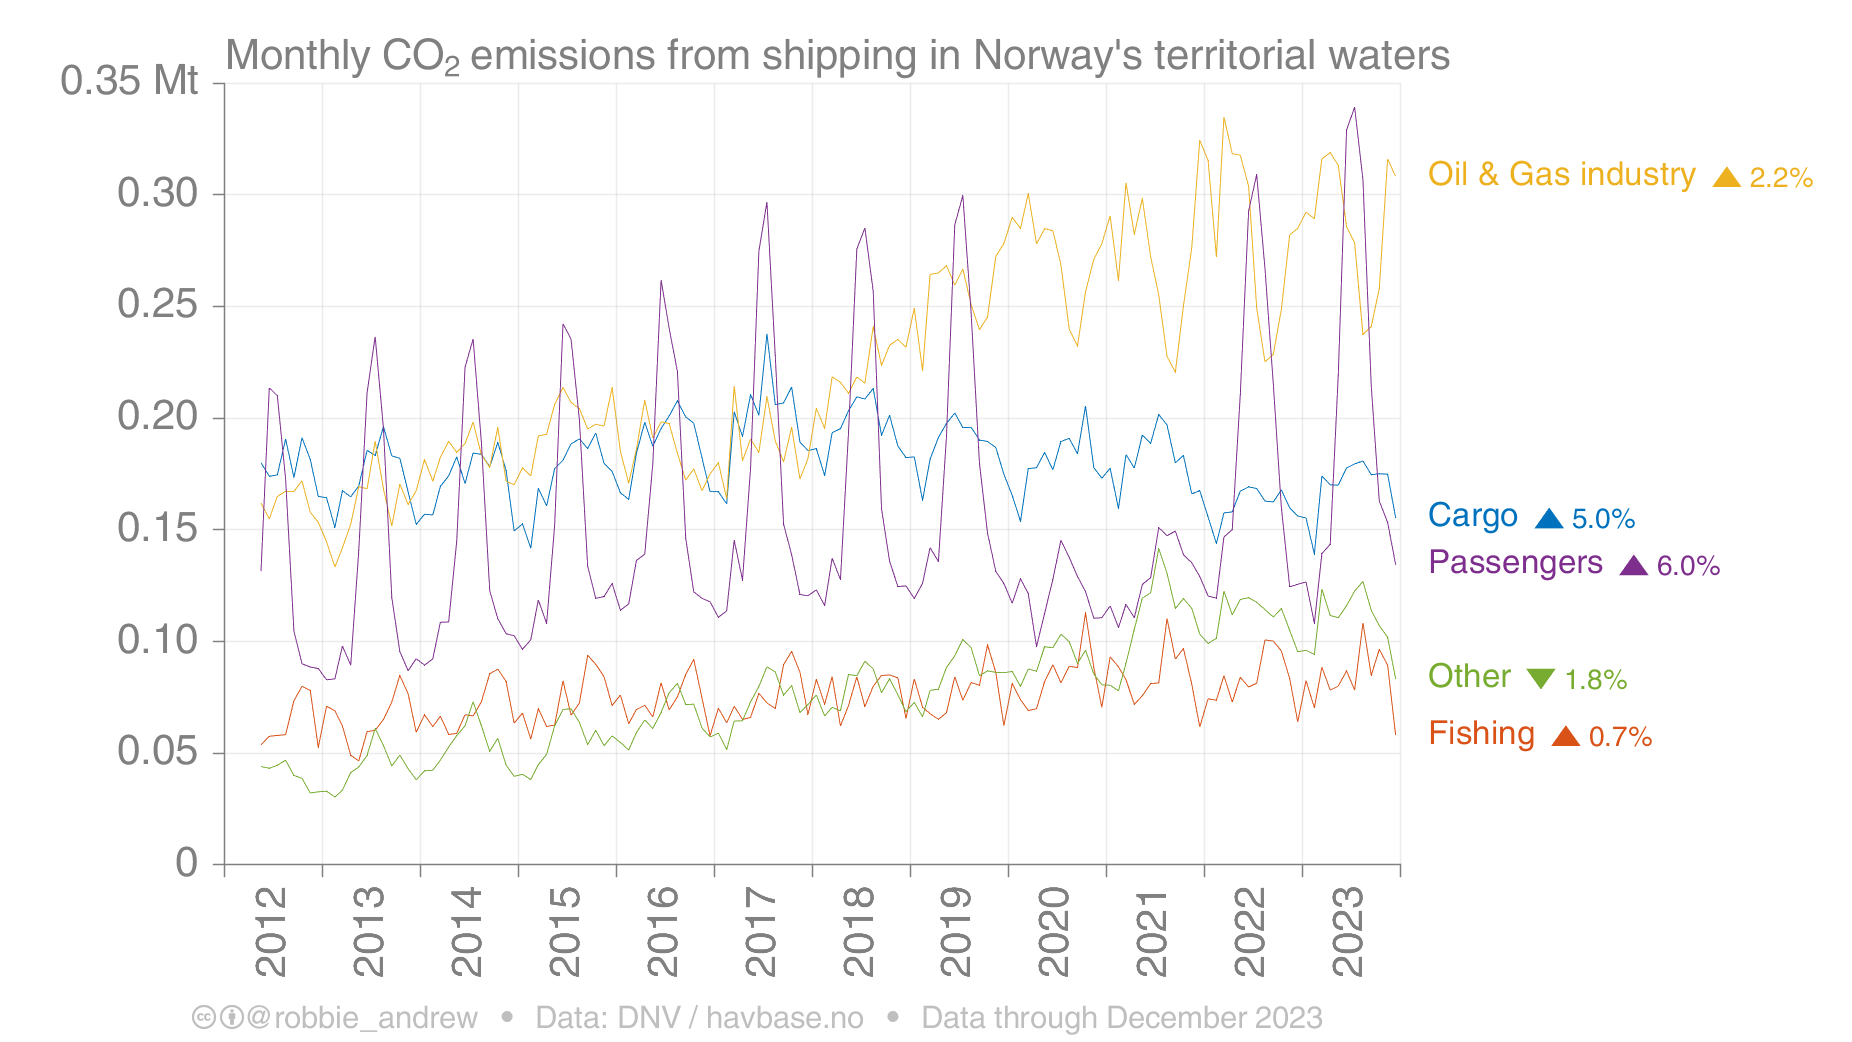 Monthly CO₂ emissions from shipping in Norway's territorial waters
0.35 Mt
0.30
0.25
0.20
0.15
0.10
0.05
0
2012
2013
2014
2015
2016
2017
2018
2019
2020
2021
2022
2023
Oil & Gas industry ▲ 2.2%
Cargo ▲ 5.0%
Passengers ▲ 6.0%
Other ▼ 1.8%
Fishing ▲ 0.7%
@robbie_andrew • Data: DNV / havbase.no • Data through December 2023